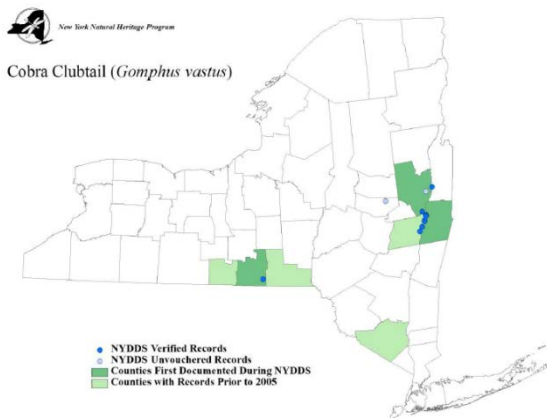 New York Natural Heritage Program
Cobra Clubtail (Gomphus vastus)
NYDDS Verified Records
NYDDS Unvouchered Records
Counties First Documented During NYDDS
Counties with Records Prior to 2005